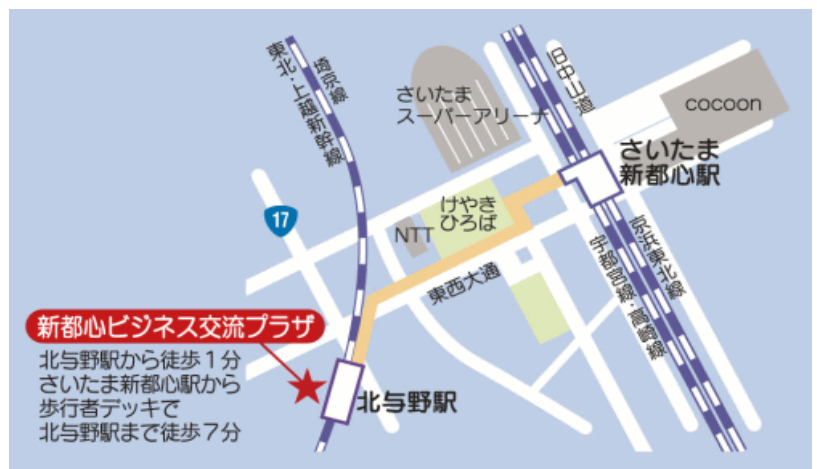 埼京線
東北・上越新幹線
さいたま
スーパーアリーナ
旧中山道
cocoon
さいたま
新都心駅
けやき
ひろば
NTT
17
東西大通
宇都宮線・高崎線
京浜東北線
新都心ビジネス交流プラザ
北与野駅から徒歩1分
さいたま新都心駅から
歩行者デッキで
北与野駅まで徒歩7分
北与野駅